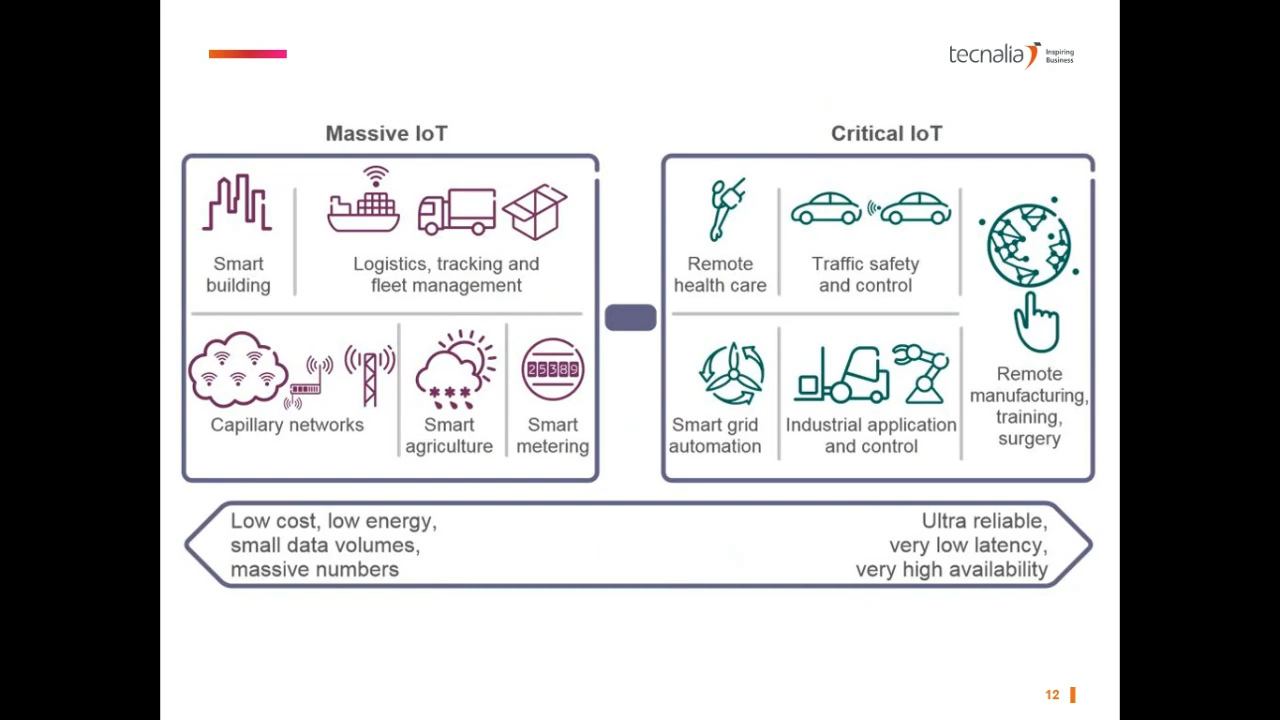 tecnalia
Inspiring
Business
Massive IoT
Smart
building
Logistics, tracking and
fleet management
Capillary networks
Smart
agriculture
25389
Smart
metering
Critical IoT
Remote
health care
Traffic safety
and control
Smart grid
automation
Industrial application
and control
Remote
manufacturing,
training,
surgery
Low cost, low energy,
small data volumes,
massive numbers
Ultra reliable,
very low latency,
very high availability
12